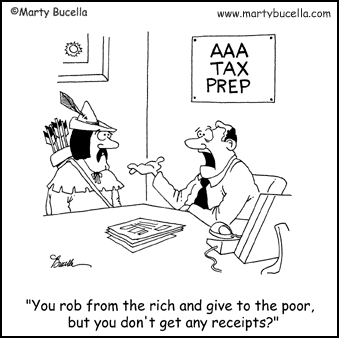 ©Marty Bucella www.martybucella.com
AAA
TAX
PREP
Bucella
"You rob from the rich and give to the poor,
but you don't get any receipts?"